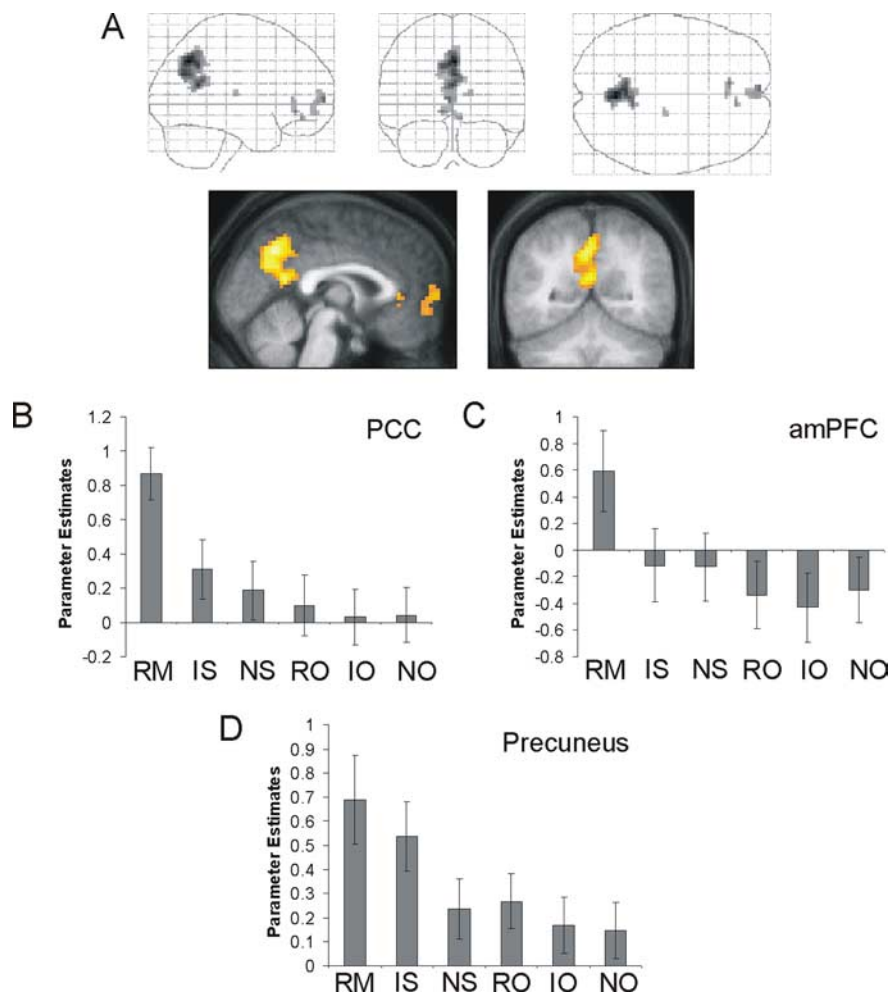 A
B
PCC
Parameter Estimates
1.2
1
0.8
0.6
0.4
0.2
0
-0.2
RM IS NS RO IO NO
C
amPFC
Parameter Estimates
1
0.8
0.6
0.4
0.2
0
-0.2
-0.4
-0.6
-0.8
RM IS NS RO IO NO
D
Precuneus
Parameter Estimates
1
0.9
0.8
0.7
0.6
0.5
0.4
0.3
0.2
0.1
0
RM IS NS RO IO NO